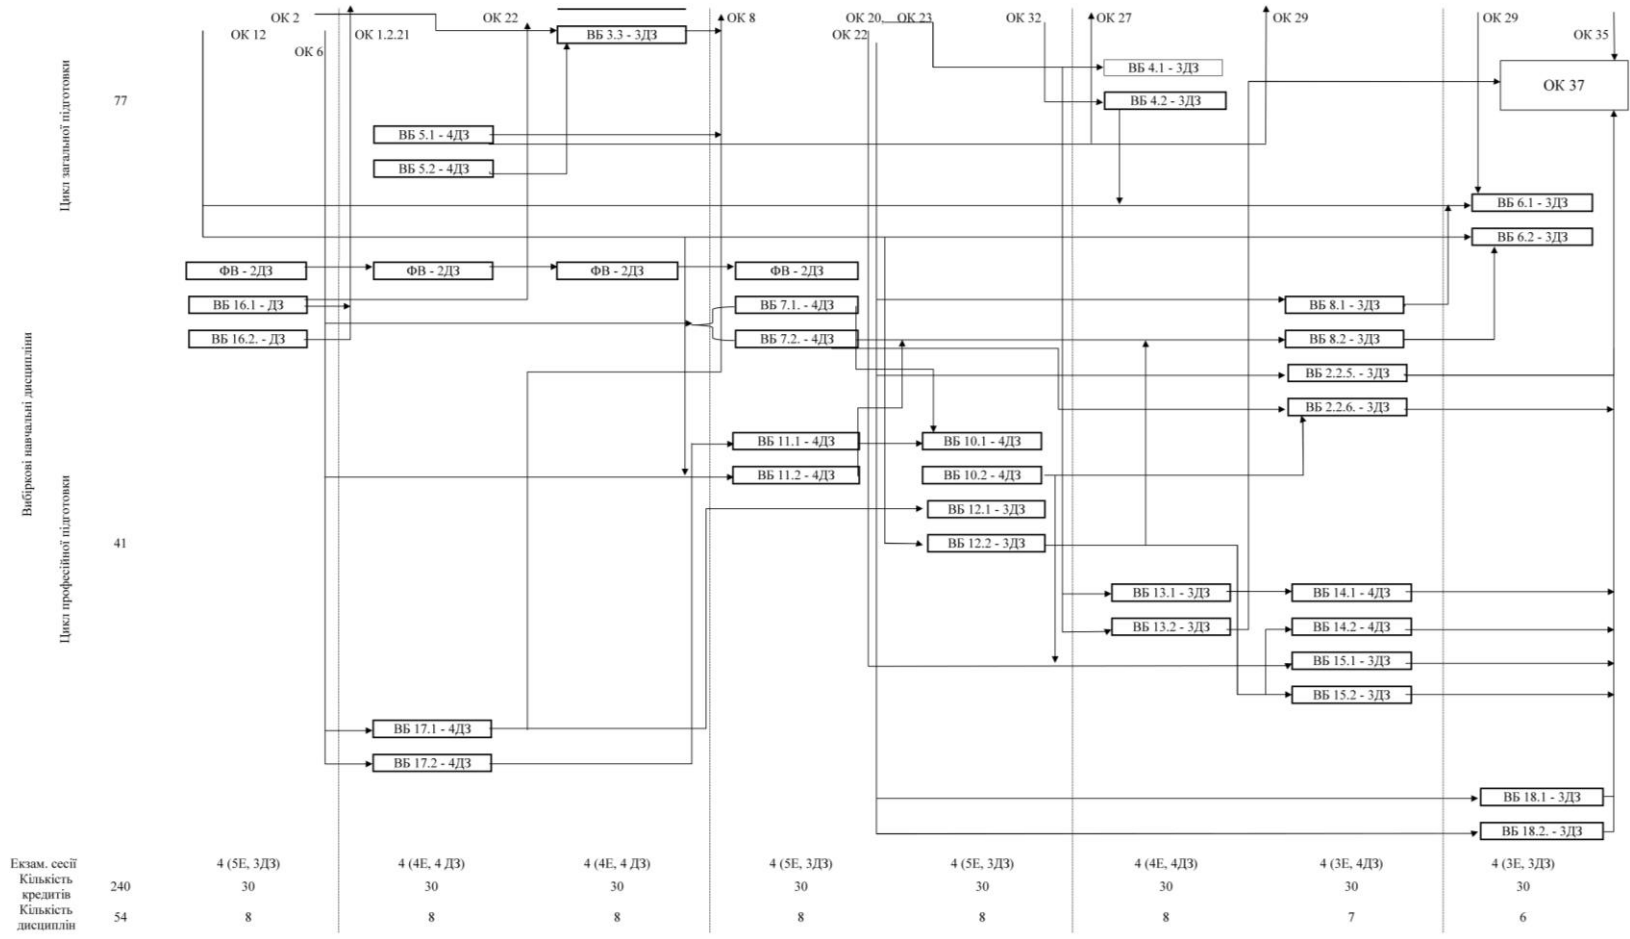 ОК 2
ОК 22
ОК 8
ОК 20,
ОК 23
ОК 32
ОК 27
ОК 29
ОК 29
ОК 12
ОК 1.2.21
ВБ 3.3 - 3ДЗ
ОК 22
ОК 35
ОК 6
ВБ 4.1 - 3ДЗ
ОК 37
Цикл загальної підготовки
77
ВБ 4.2 - 3ДЗ
ВБ 5.1 - 4ДЗ
ВБ 5.2 - 4ДЗ
ВБ 6.1 - 3ДЗ
ВБ 6.2 - 3ДЗ
ФВ - 2ДЗ
ФВ - 2ДЗ
ФВ - 2ДЗ
ФВ - 2ДЗ
ВБ 16.1 - ДЗ
ВБ 7.1. - 4ДЗ
ВБ 8.1 - 3ДЗ
ВБ 16.2. - ДЗ
ВБ 7.2. - 4ДЗ
ВБ 8.2 - 3ДЗ
ВБ 2.2.5. - 3ДЗ
ВБ 2.2.6. - 3ДЗ
Вибіркові навчальні дисципліни
ВБ 11.1 - 4ДЗ
ВБ 10.1 - 4ДЗ
ВБ 11.2 - 4ДЗ
ВБ 10.2 - 4ДЗ
ВБ 12.1 - 3ДЗ
Цикл професійної підготовки
41
ВБ 12.2 - 3ДЗ
ВБ 13.1 - 3ДЗ
ВБ 14.1 - 4ДЗ
ВБ 13.2 - 3ДЗ
ВБ 14.2 - 4ДЗ
ВБ 15.1 - 3ДЗ
ВБ 15.2 - 3ДЗ
ВБ 17.1 - 4ДЗ
ВБ 17.2 - 4ДЗ
ВБ 18.1 - 3ДЗ
ВБ 18.2. - 3ДЗ
Екзам. сесії 4 (5Е, 3ДЗ) 4 (4Е, 4 ДЗ) 4 (4Е, 4 ДЗ) 4 (5Е, 3ДЗ) 4 (5Е, 3ДЗ) 4 (4Е, 4ДЗ) 4 (3Е, 4ДЗ) 4 (3Е, 3ДЗ)
Кількість
кредитів 240 30 30 30 30 30 30 30 30
Кількість
дисциплін 54 8 8 8 8 8 8 7 6